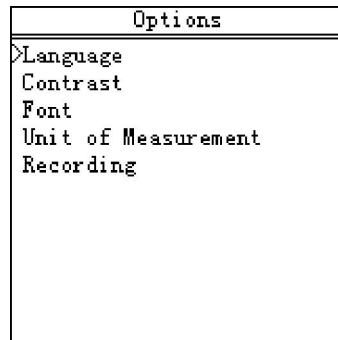 Options
Language
Contrast
Font
Unit of Measurement
Recording